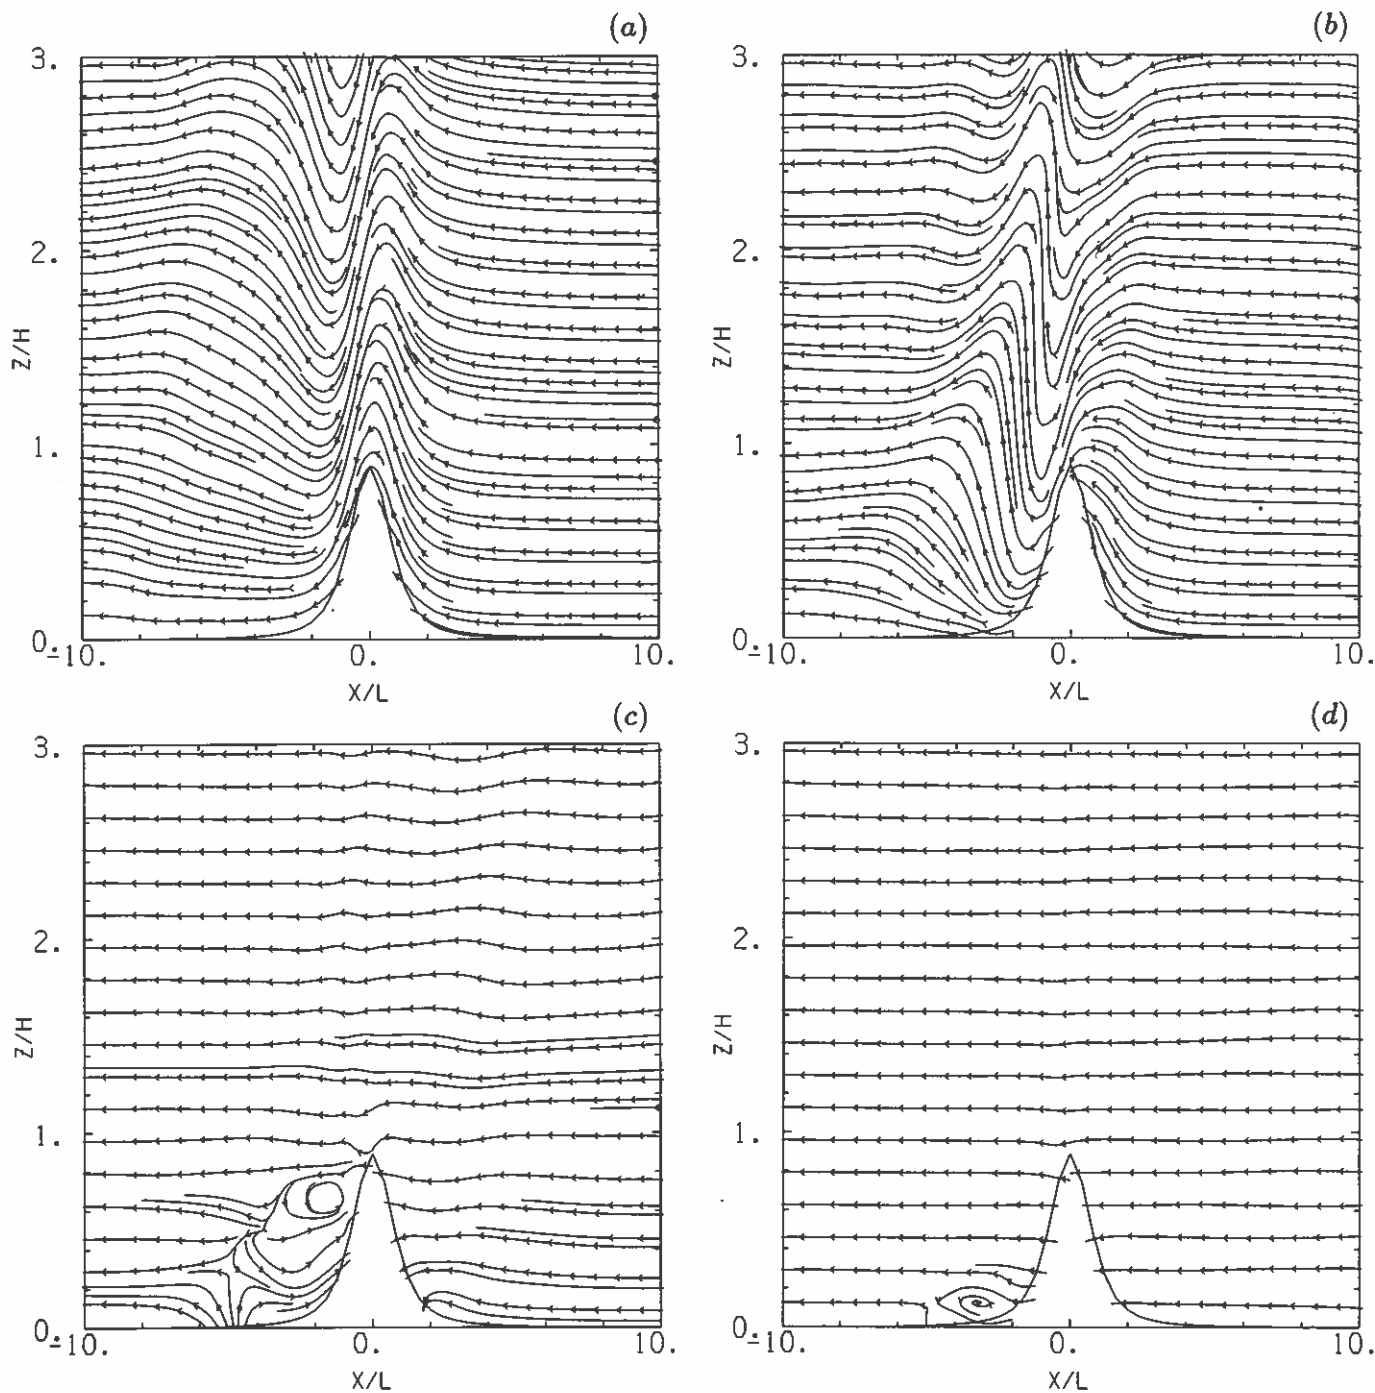 (a) (b)
3. 3.
2. 2.
Z/H Z/H
1. 1.
0. 0.
-10. 0. 10. -10. 0. 10.
X/L X/L
(c) (d)
3. 3.
2. 2.
Z/H Z/H
1. 1.
0. 0.
-10. 0. 10. -10. 0. 10.
X/L X/L